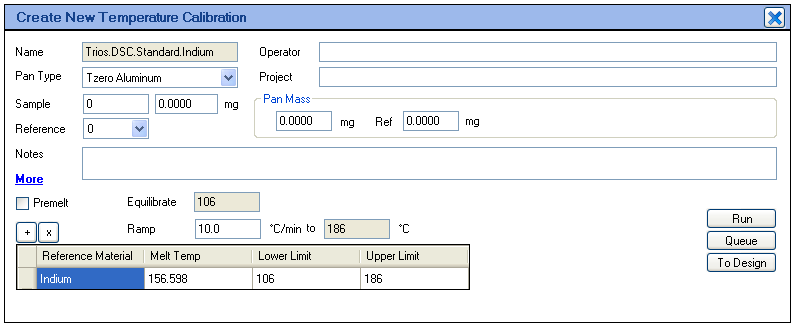 Create New Temperature Calibration
Name Trios.DSC.Standard.Indium Operator
Pan Type Tzero Aluminum Project
Sample 0 0.0000 mg Pan Mass
0.0000 mg Ref 0.0000 mg
Reference 0
Notes
More
Premelt Equilibrate 106
+ x Ramp 10.0 °C/min to 186 °C
Run
Queue
To Design
Reference Material Melt Temp Lower Limit Upper Limit
Indium 156.598 106 186